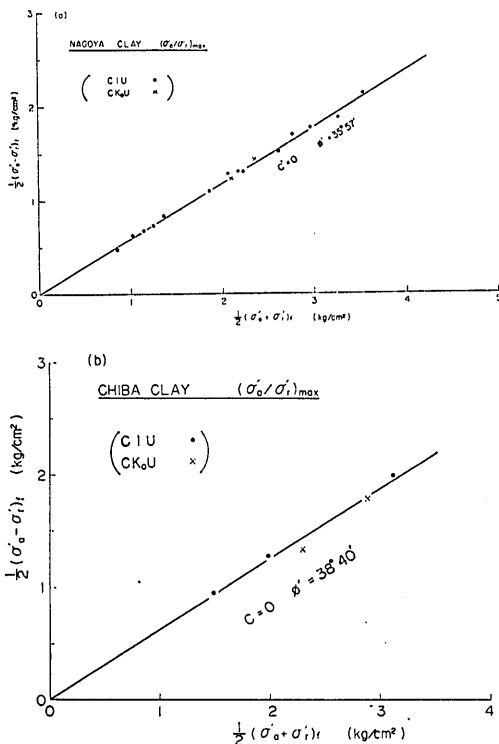 (a)
NAGOYA CLAY (σ'a/σ'r)max
( CIU •
CK₀U × )
½(σ'a-σ'r)f (kg/cm²)
3
2
1
0
C'=0 φ'=35°57'
0 1 2 3 4 5
½(σ'a+σ'r)f (kg/cm²)
(b)
CHIBA CLAY (σ'a/σ'r)max
( CIU •
CK₀U × )
½(σ'a-σ'r)f (kg/cm²)
3
2
1
0
C=0 φ'=38°40'
0 1 2 3 4
½(σ'a+σ'r)f (kg/cm²)